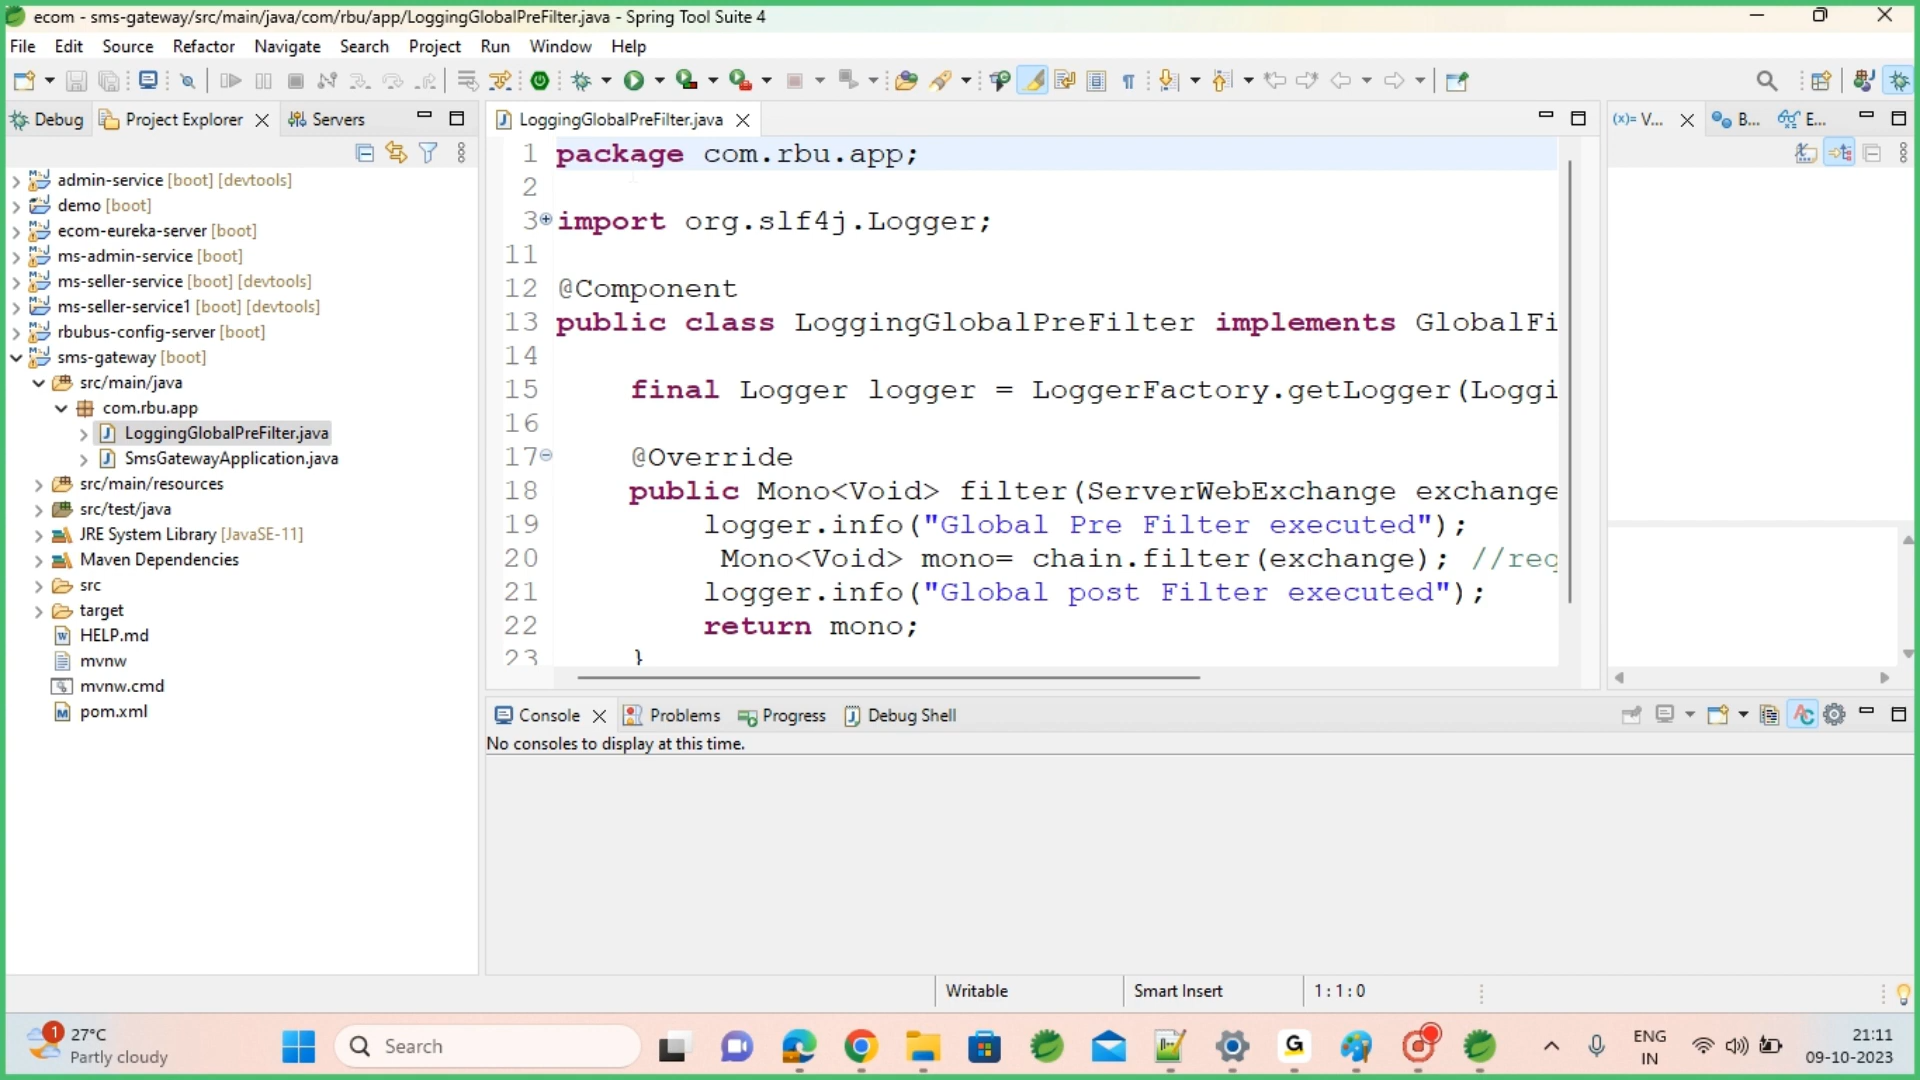 ecom - sms-gateway/src/main/java/com/rbu/app/LoggingGlobalPreFilter.java - Spring Tool Suite 4
File Edit Source Refactor Navigate Search Project Run Window Help
Debug Project Explorer Servers
LoggingGlobalPreFilter.java
(x)= V... B... E...
admin-service [boot] [devtools]
demo [boot]
ecom-eureka-server [boot]
ms-admin-service [boot]
ms-seller-service [boot] [devtools]
ms-seller-service1 [boot] [devtools]
rbubus-config-server [boot]
sms-gateway [boot]
src/main/java
com.rbu.app
LoggingGlobalPreFilter.java
SmsGatewayApplication.java
src/main/resources
src/test/java
JRE System Library [JavaSE-11]
Maven Dependencies
src
target
HELP.md
mvnw
mvnw.cmd
pom.xml
1 package com.rbu.app;
2
3 import org.slf4j.Logger;
11
12 @Component
13 public class LoggingGlobalPreFilter implements GlobalFi
14
15 final Logger logger = LoggerFactory.getLogger(Loggi
16
17 @Override
18 public Mono<Void> filter(ServerWebExchange exchange
19 logger.info("Global Pre Filter executed");
20 Mono<Void> mono= chain.filter(exchange); //req
21 logger.info("Global post Filter executed");
22 return mono;
23 }
Console Problems Progress Debug Shell
No consoles to display at this time.
Writable Smart Insert 1 : 1 : 0
1 27°C
Partly cloudy
Search
ENG
IN
21:11
09-10-2023